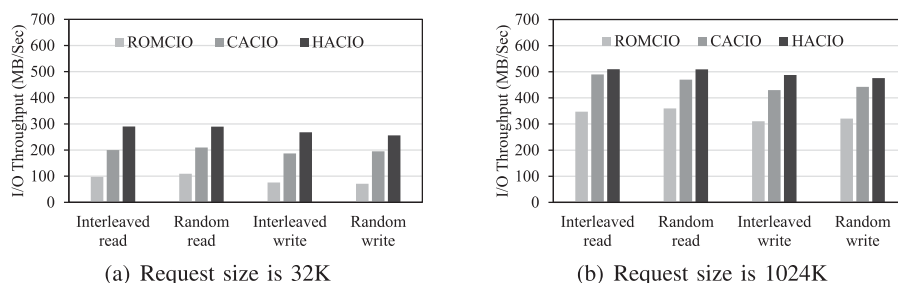 I/O Throughput (MB/Sec)
700
600
500
400
300
200
100
0
ROMCIO CACIO HACIO
Interleaved read
Random read
Interleaved write
Random write
(a) Request size is 32K
I/O Throughput (MB/Sec)
700
600
500
400
300
200
100
0
ROMCIO CACIO HACIO
Interleaved read
Random read
Interleaved write
Random write
(b) Request size is 1024K